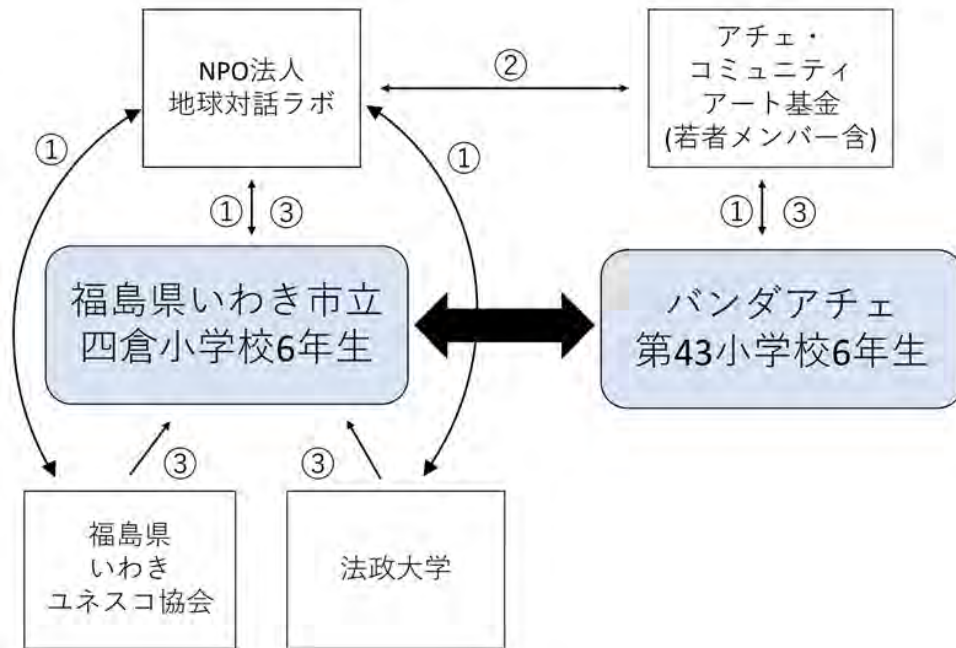 NPO法人
地球対話ラボ
②
アチェ・
コミュニティ
アート基金
(若者メンバー含)
①
①
① ③
① ③
福島県いわき市立
四倉小学校6年生
バンダアチェ
第43小学校6年生
③
③
福島県
いわき
ユネスコ協会
法政大学